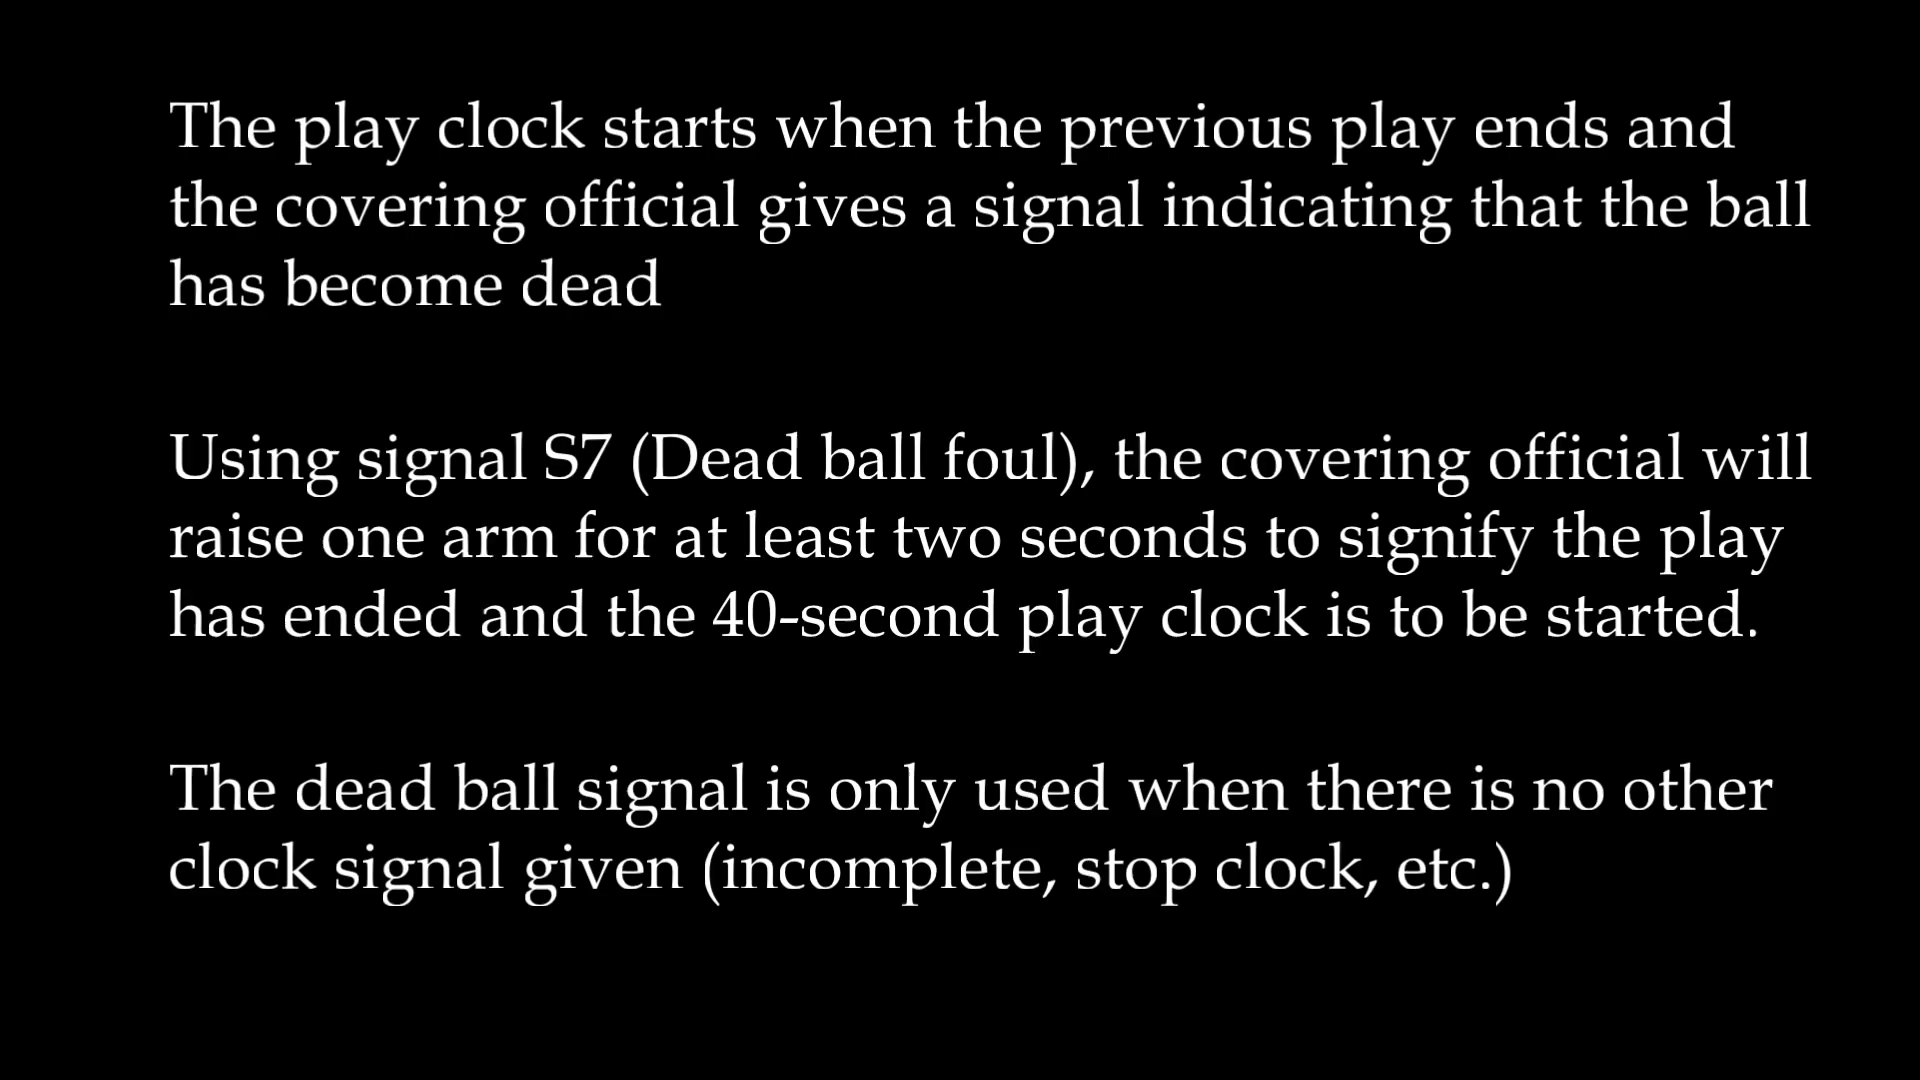 The play clock starts when the previous play ends and
the covering official gives a signal indicating that the ball
has become dead
Using signal S7 (Dead ball foul), the covering official will
raise one arm for at least two seconds to signify the play
has ended and the 40-second play clock is to be started.
The dead ball signal is only used when there is no other
clock signal given (incomplete, stop clock, etc.)